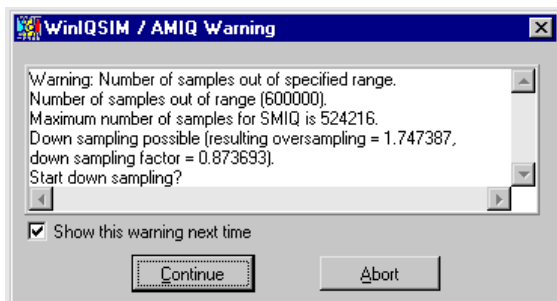 WinIQSIM / AMIQ Warning
Warning: Number of samples out of specified range.
Number of samples out of range (600000).
Maximum number of samples for SMIQ is 524216.
Down sampling possible (resulting oversampling = 1.747387,
down sampling factor = 0.873693).
Start down sampling?
Show this warning next time
Continue
Abort